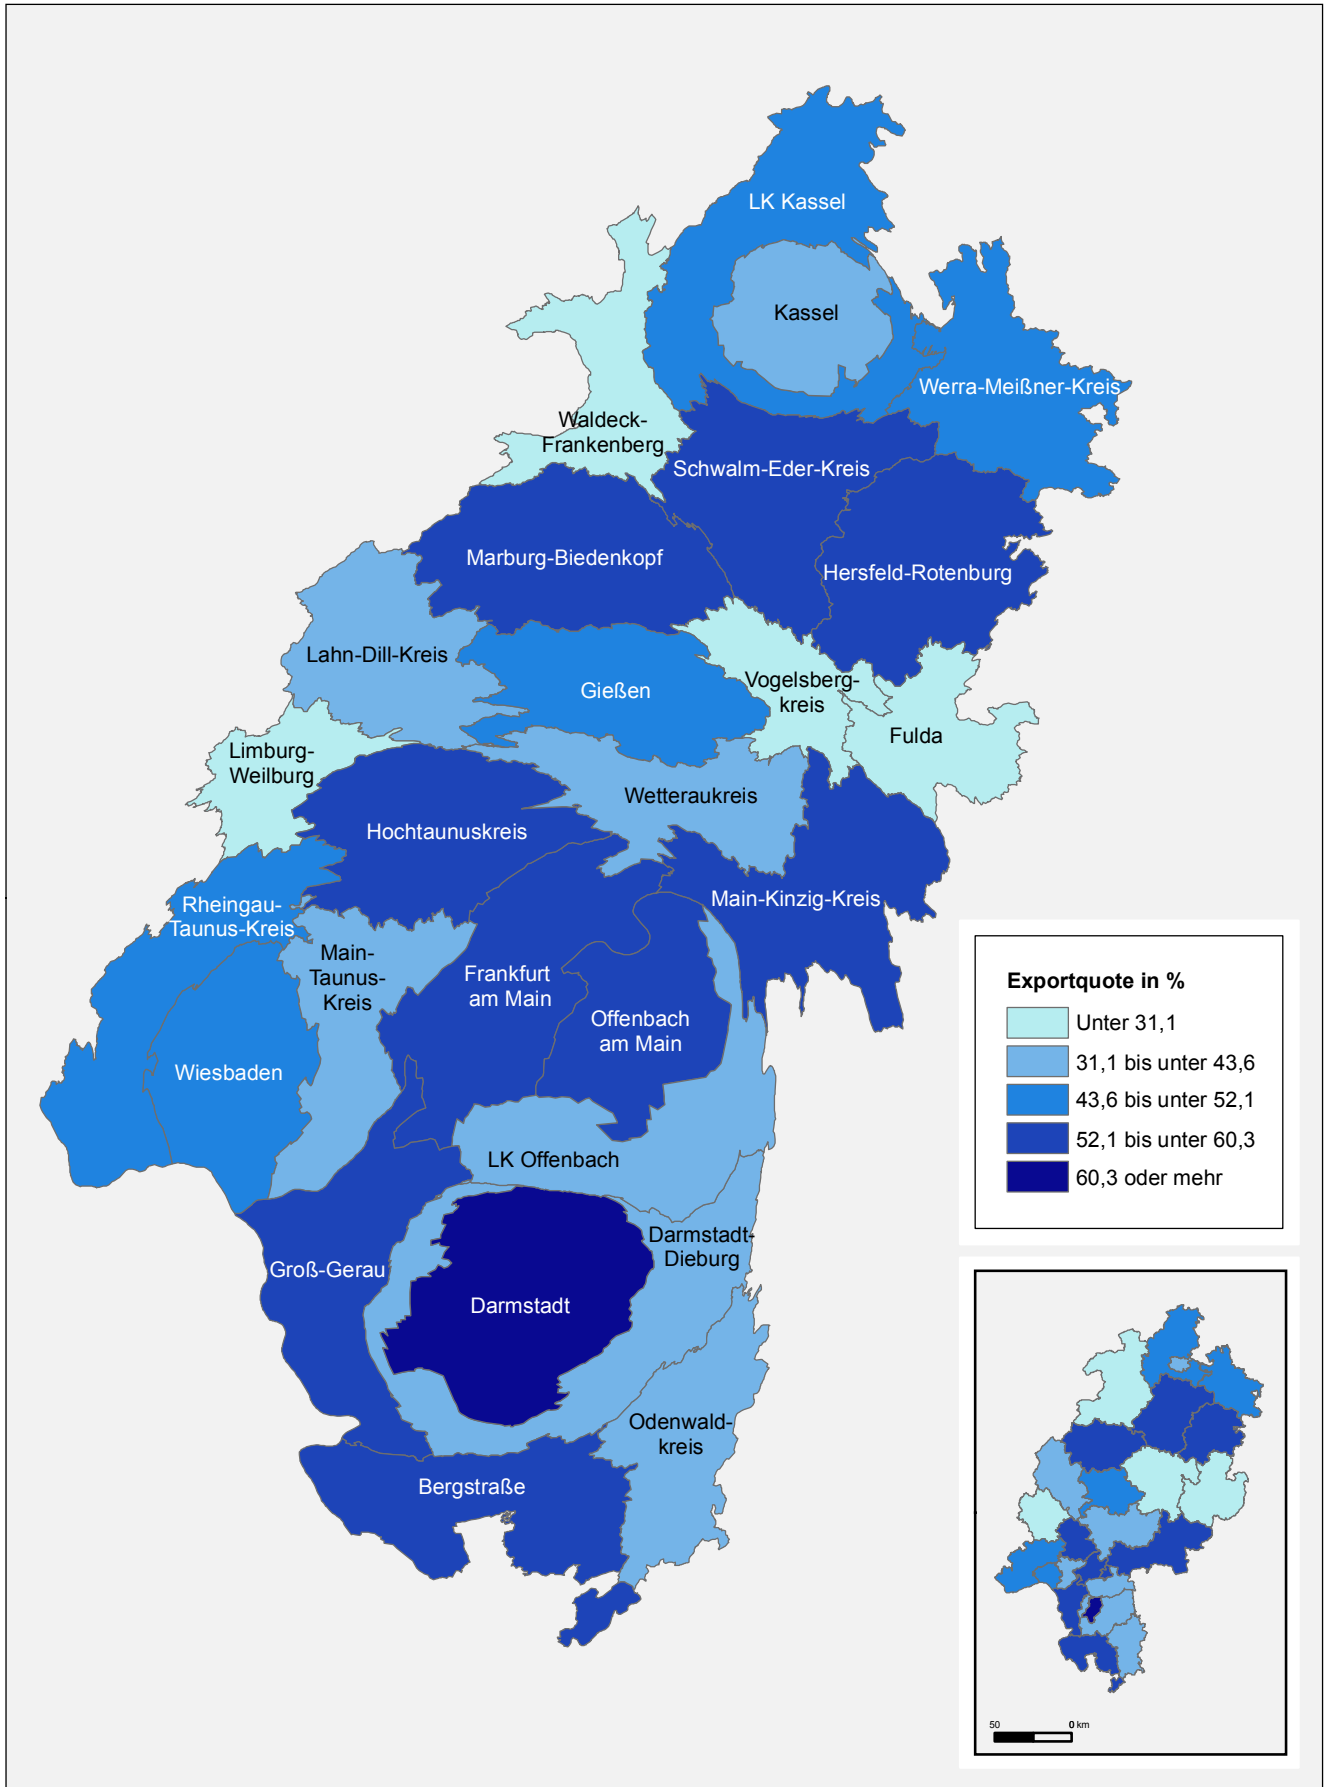 LK Kassel
Kassel
Werra-Meißner-Kreis
Waldeck-
Frankenberg
Schwalm-Eder-Kreis
Marburg-Biedenkopf
Hersfeld-Rotenburg
Lahn-Dill-Kreis
Gießen
Vogelsberg-
kreis
Fulda
Limburg-
Weilburg
Wetteraukreis
Hochtaunuskreis
Main-Kinzig-Kreis
Rheingau-
Taunus-Kreis
Main-
Taunus-
Kreis
Frankfurt
am Main
Offenbach
am Main
Wiesbaden
LK Offenbach
Darmstadt-
Dieburg
Groß-Gerau
Darmstadt
Odenwald-
kreis
Bergstraße
Exportquote in %
Unter 31,1
31,1 bis unter 43,6
43,6 bis unter 52,1
52,1 bis unter 60,3
60,3 oder mehr
50 0 km